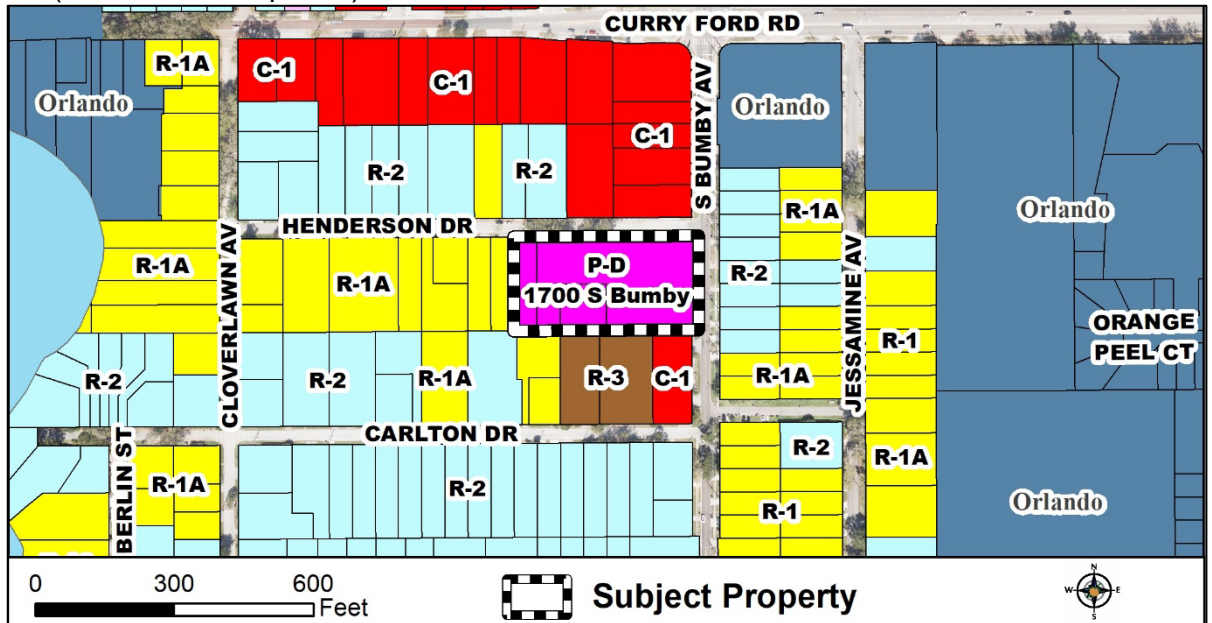 CURRY FORD RD
R-1A
C-1
C-1
S BUMBY AV
Orlando
Orlando
C-1
R-2
R-2
R-1A
Orlando
HENDERSON DR
CLOVERLAWN AV
R-1A
R-1A
P-D
1700 S Bumby
R-2
JESSAMINE AV
R-1
ORANGE
PEEL CT
R-2
R-2
R-1A
R-3
C-1
R-1A
CARLTON DR
BERLIN ST
R-1A
R-2
R-2
R-1A
R-1
Orlando
0 300 600
Feet
Subject Property
N
W E
S